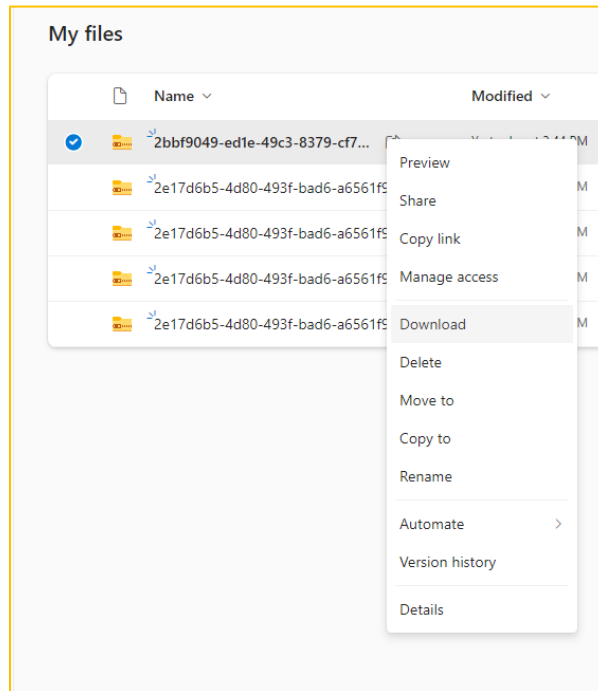 My files
Name Modified
2bbf9049-ed1e-49c3-8379-cf7... PM
Preview
2e17d6b5-4d80-493f-bad6-a6561f9 M
Share
2e17d6b5-4d80-493f-bad6-a6561f9 M
Copy link
2e17d6b5-4d80-493f-bad6-a6561f9 M
Manage access
2e17d6b5-4d80-493f-bad6-a6561f9 M
Download
Delete
Move to
Copy to
Rename
Automate
Version history
Details